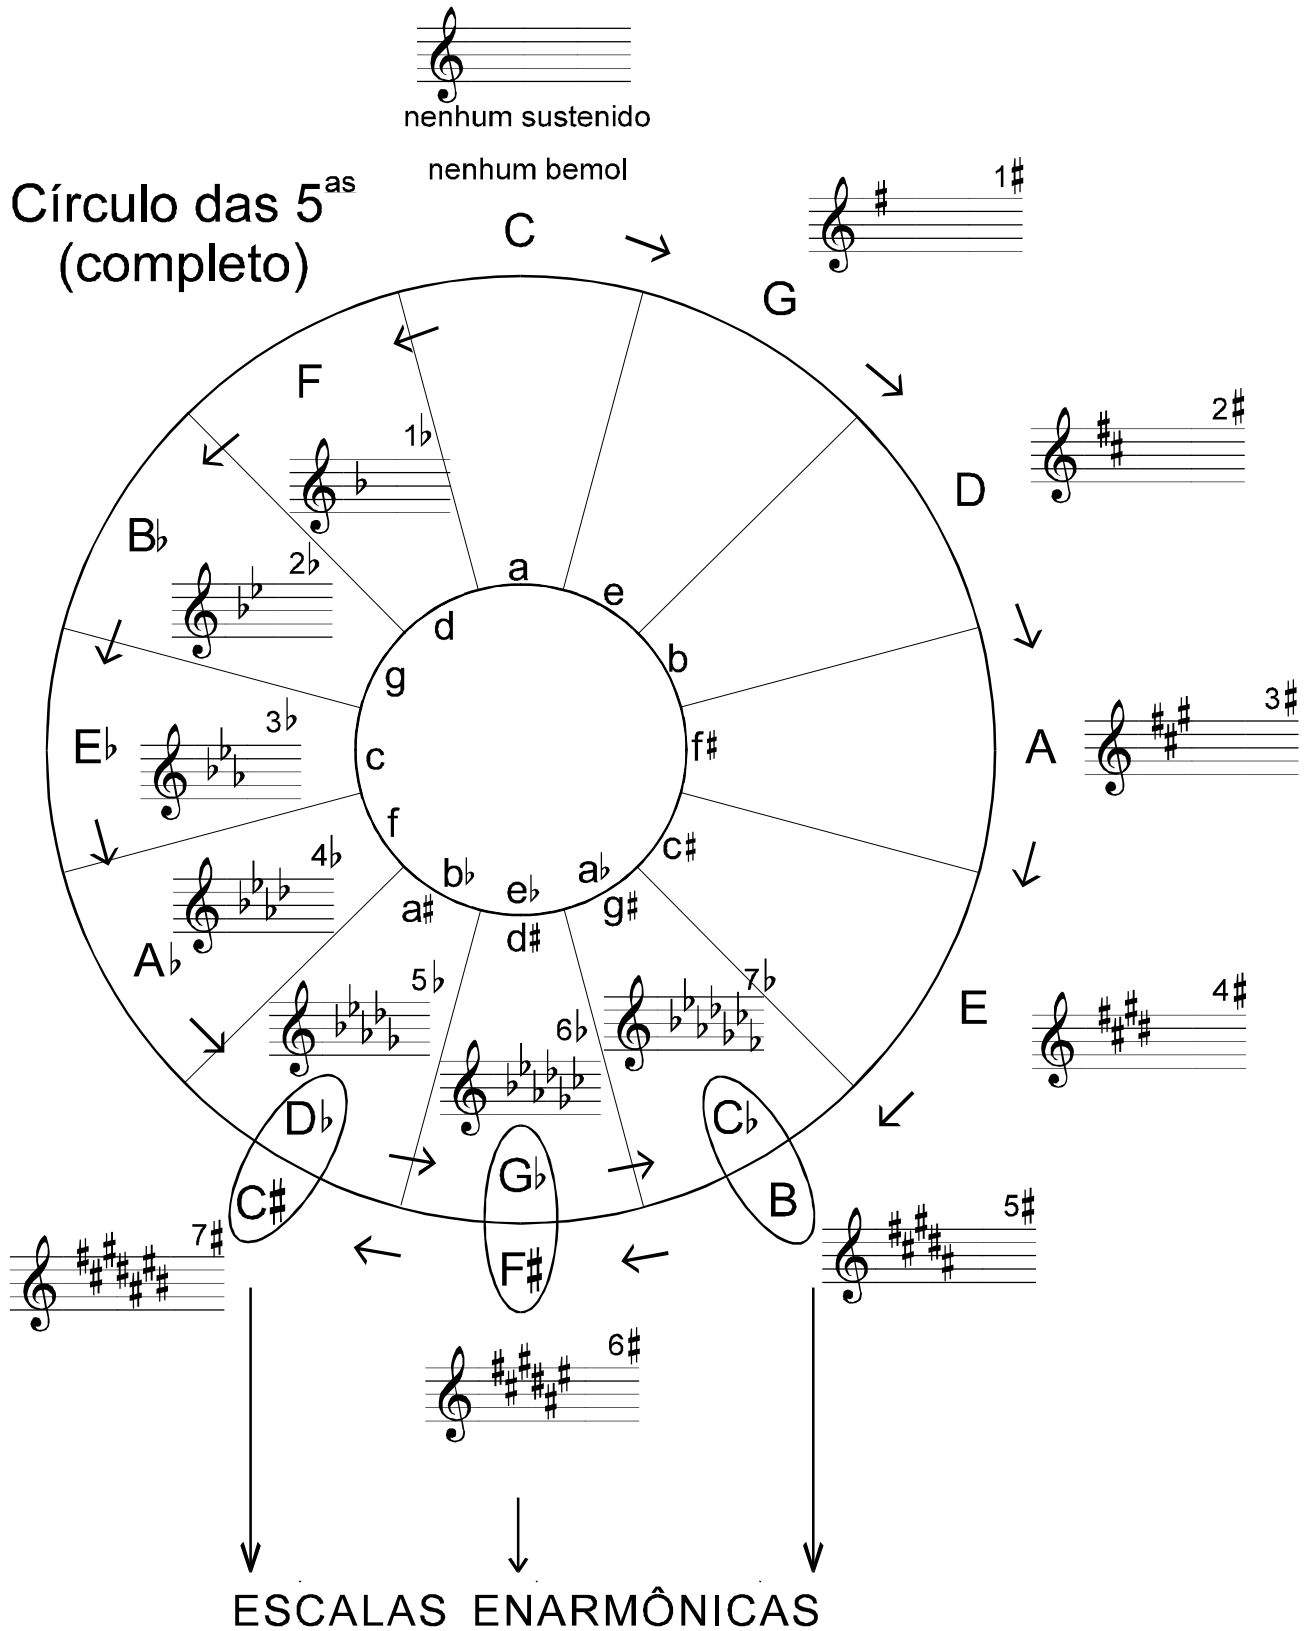 nenhum sustenido
nenhum bemol
Círculo das 5as
(completo)
C
1♯
G
2♯
D
3♯
A
4♯
E
5♯
B
6♯
F♯
7♯
C♯
F
1♭
B♭
2♭
E♭
3♭
A♭
4♭
D♭
5♭
G♭
6♭
C♭
7♭
a
e
b
f♯
c♯
a♭
g♯
e♭
d♯
b♭
a♯
f
c
g
d
ESCALAS ENARMÔNICAS